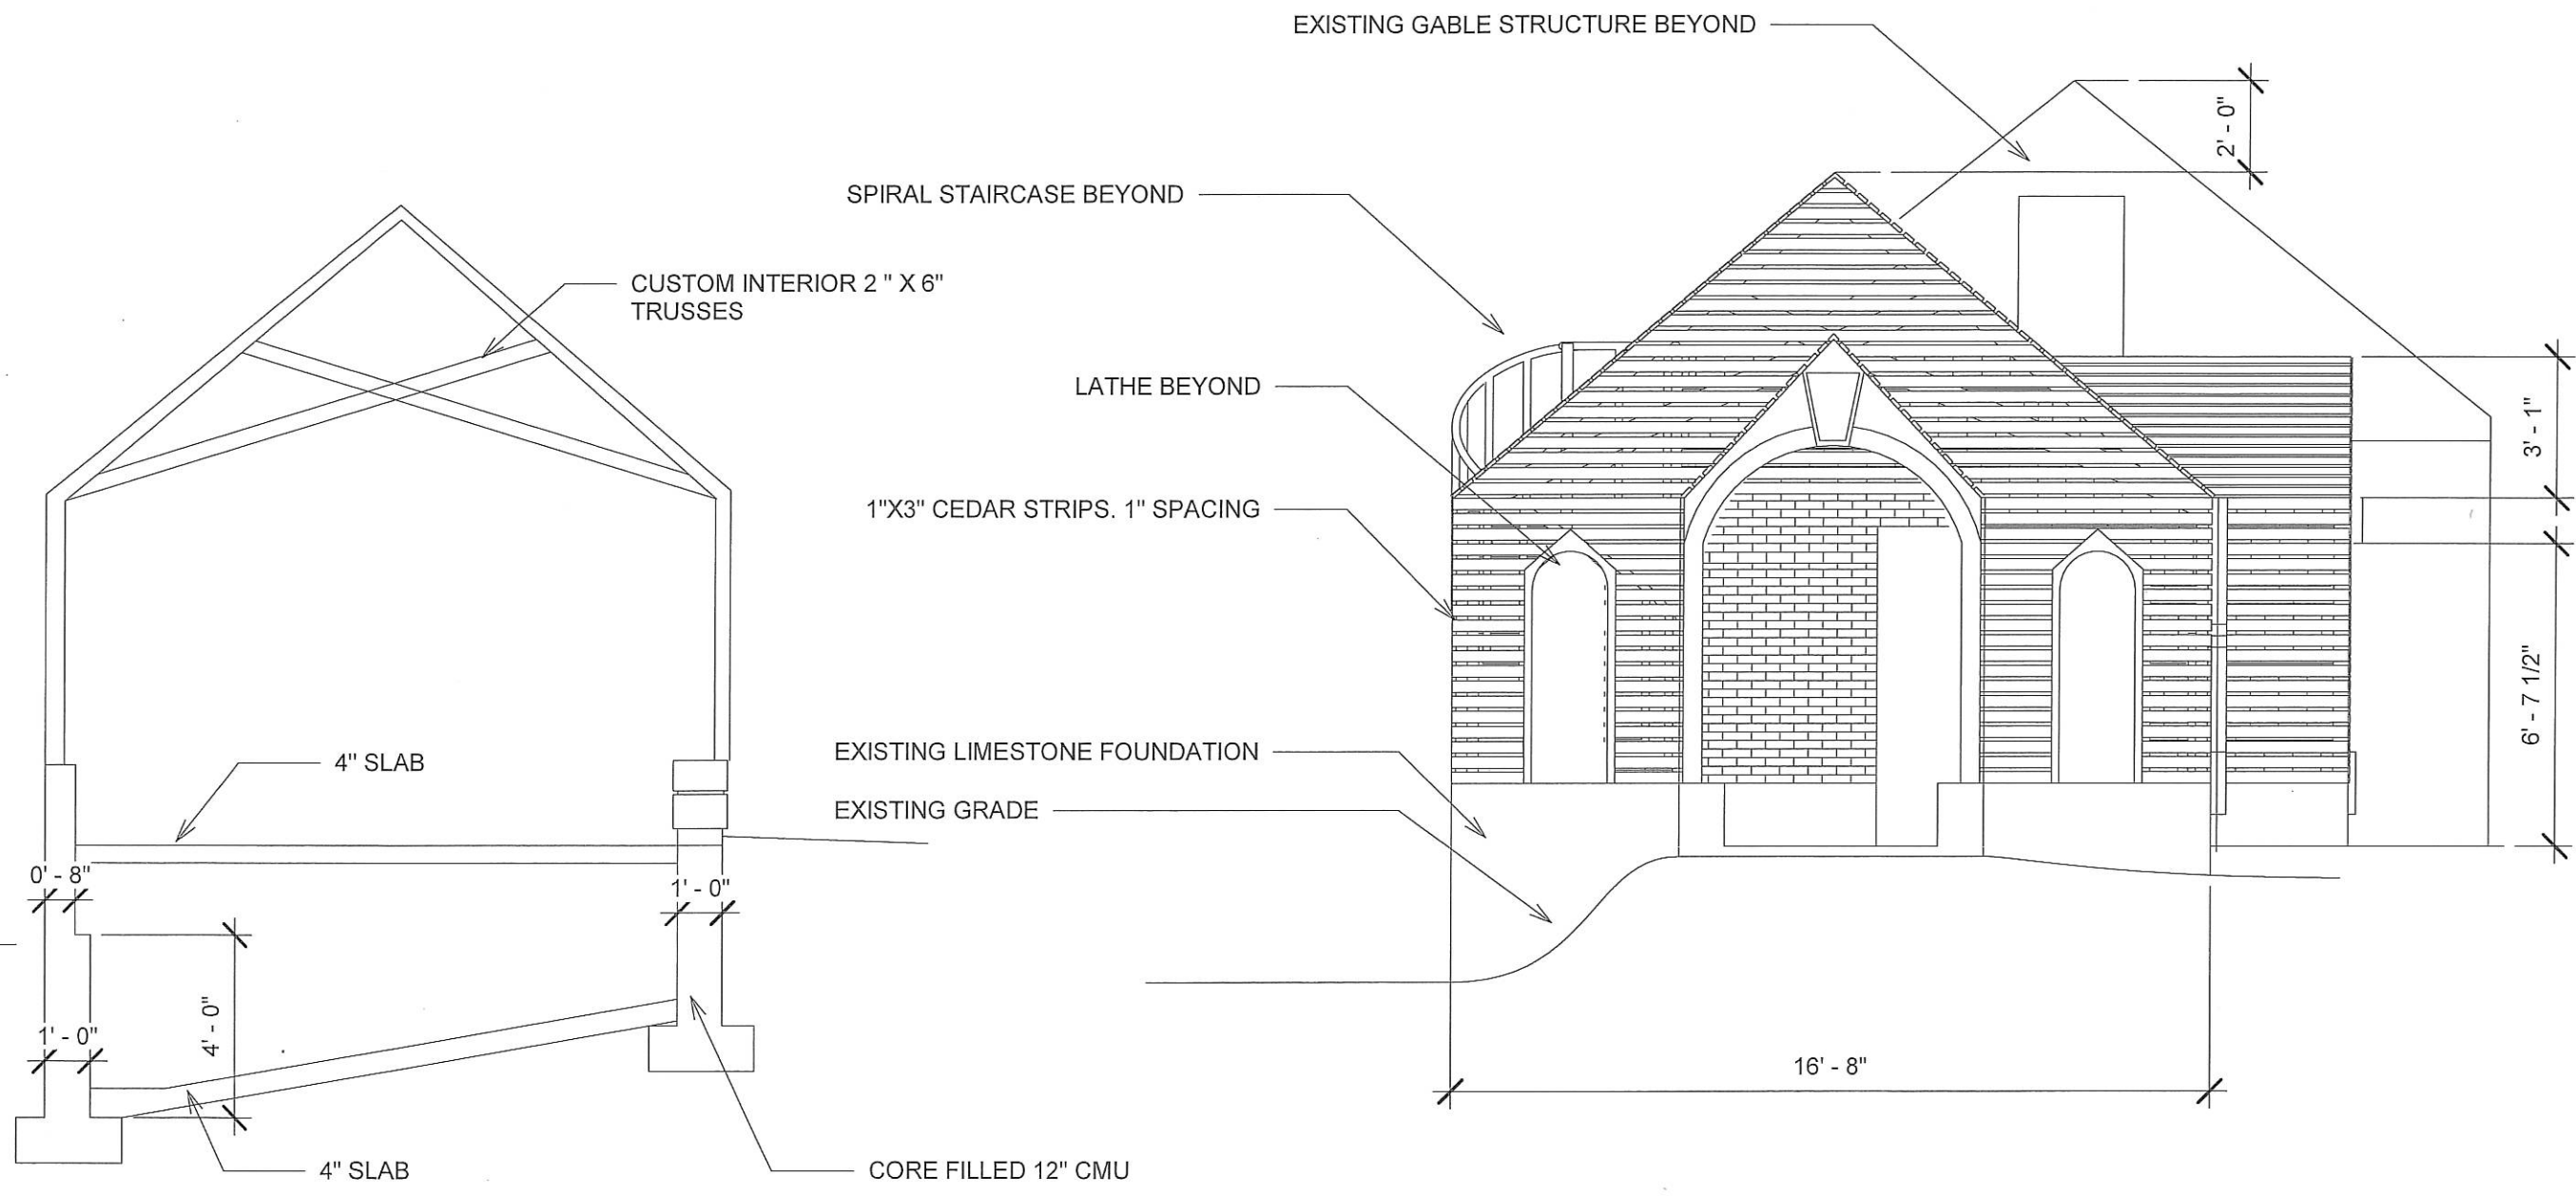 EXISTING GABLE STRUCTURE BEYOND
2' - 0"
SPIRAL STAIRCASE BEYOND
CUSTOM INTERIOR 2 " X 6"
TRUSSES
LATHE BEYOND
3' - 1"
1"X3" CEDAR STRIPS. 1" SPACING
6' - 7 1/2"
EXISTING LIMESTONE FOUNDATION
4" SLAB
EXISTING GRADE
0' - 8"
1' - 0"
4' - 0"
1' - 0"
16' - 8"
4" SLAB
CORE FILLED 12" CMU